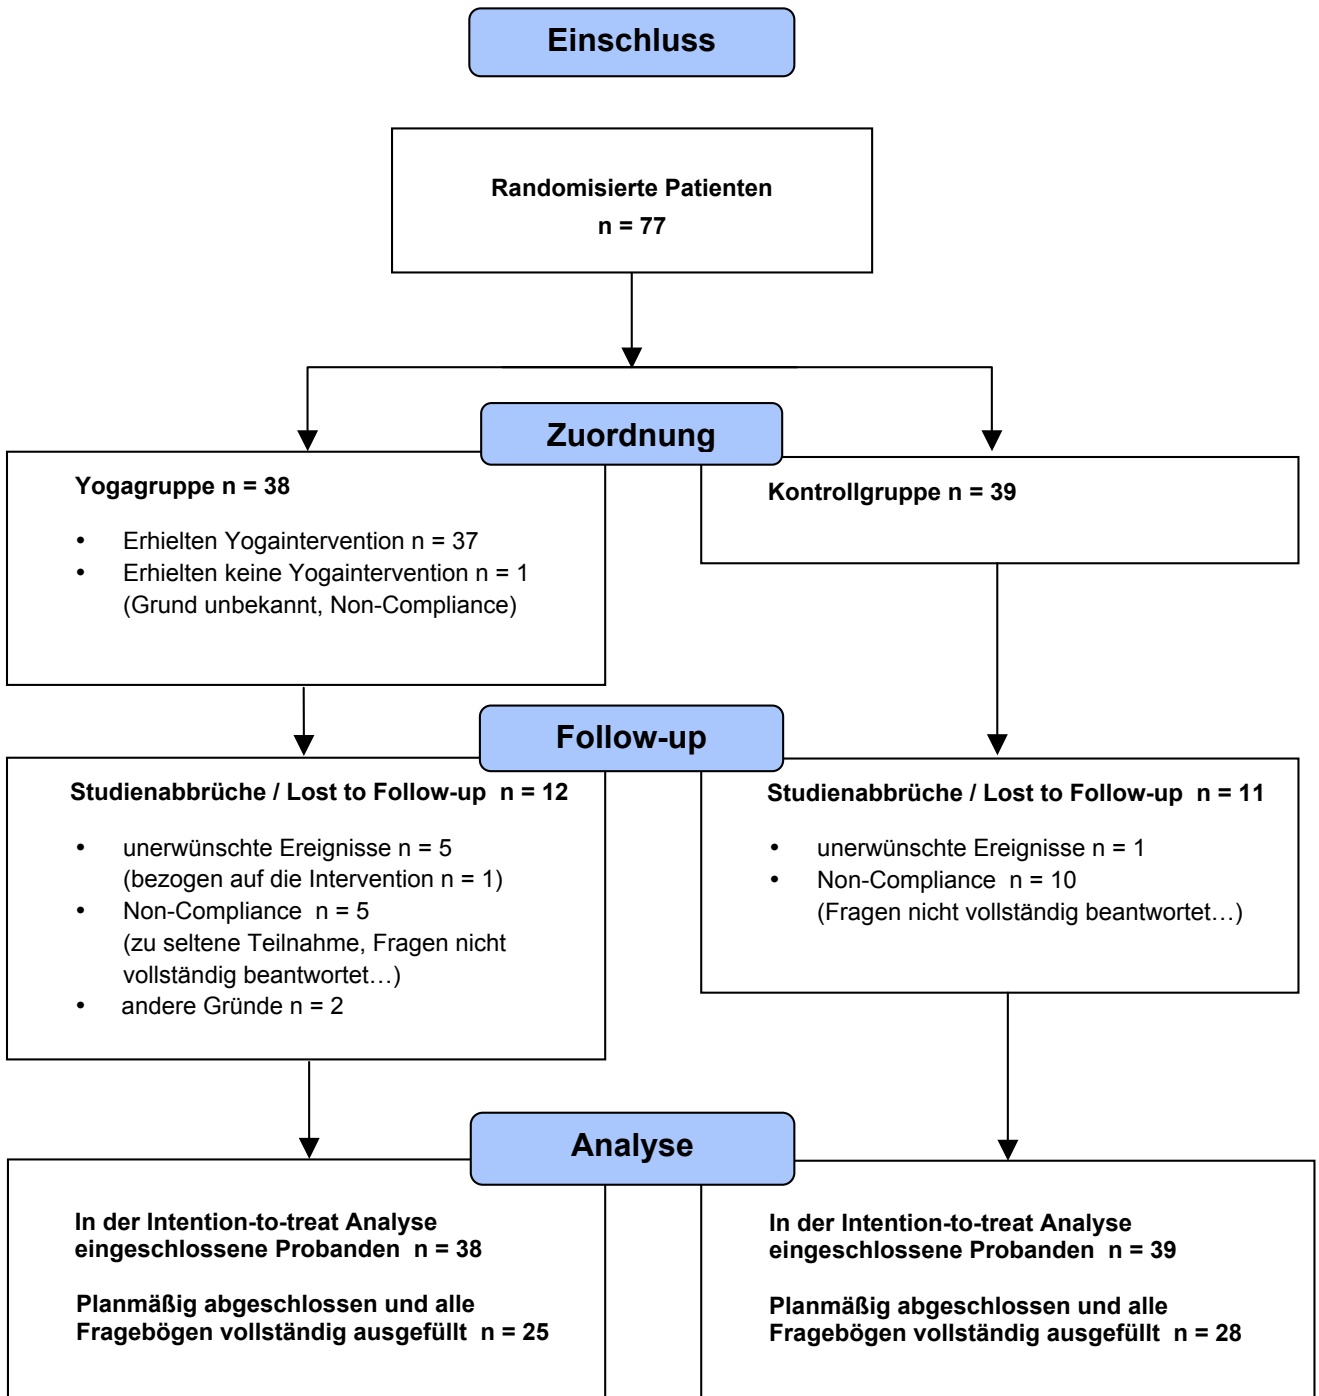 Einschluss
Randomisierte Patienten
n = 77
Zuordnung
Yogagruppe n = 38
• Erhielten Yogaintervention n = 37
• Erhielten keine Yogaintervention n = 1
(Grund unbekannt, Non-Compliance)
Kontrollgruppe n = 39
Follow-up
Studienabbrüche / Lost to Follow-up n = 12
• unerwünschte Ereignisse n = 5
(bezogen auf die Intervention n = 1)
• Non-Compliance n = 5
(zu seltene Teilnahme, Fragen nicht
vollständig beantwortet…)
• andere Gründe n = 2
Studienabbrüche / Lost to Follow-up n = 11
• unerwünschte Ereignisse n = 1
• Non-Compliance n = 10
(Fragen nicht vollständig beantwortet…)
Analyse
In der Intention-to-treat Analyse
eingeschlossene Probanden n = 38
Planmäßig abgeschlossen und alle
Fragebögen vollständig ausgefüllt n = 25
In der Intention-to-treat Analyse
eingeschlossene Probanden n = 39
Planmäßig abgeschlossen und alle
Fragebögen vollständig ausgefüllt n = 28